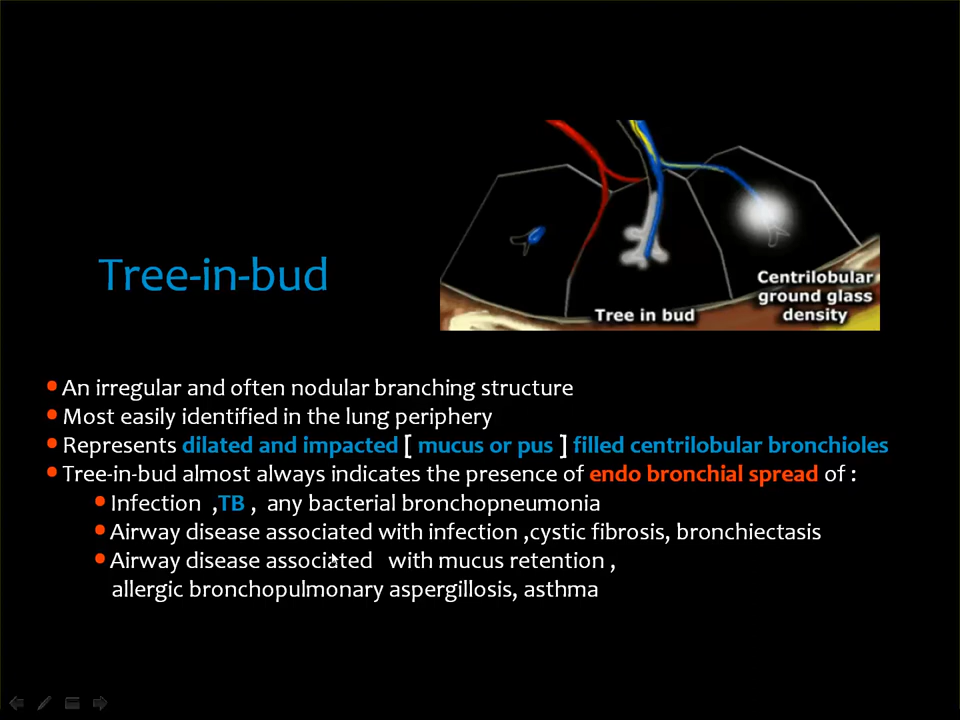 Centrilobular
ground glass
density
Tree in bud
Tree-in-bud
• An irregular and often nodular branching structure
• Most easily identified in the lung periphery
• Represents dilated and impacted [ mucus or pus ] filled centrilobular bronchioles
• Tree-in-bud almost always indicates the presence of endo bronchial spread of :
• Infection ,TB , any bacterial bronchopneumonia
• Airway disease associated with infection ,cystic fibrosis, bronchiectasis
• Airway disease associated with mucus retention ,
allergic bronchopulmonary aspergillosis, asthma